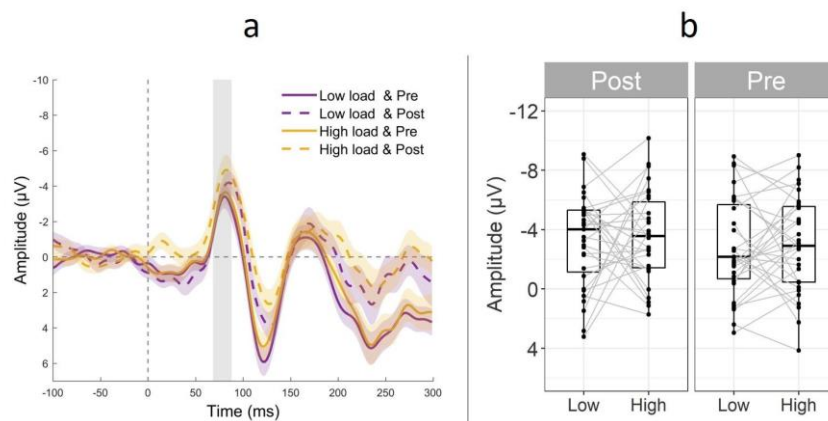 a
-10
-8
-6
-4
-2
0
2
4
6
-100 -50 0 50 100 150 200 250 300
Amplitude (μV)
Time (ms)
Low load & Pre
Low load & Post
High load & Pre
High load & Post
b
Post Pre
-12
-8
-4
0
4
Amplitude (μV)
Low High Low High